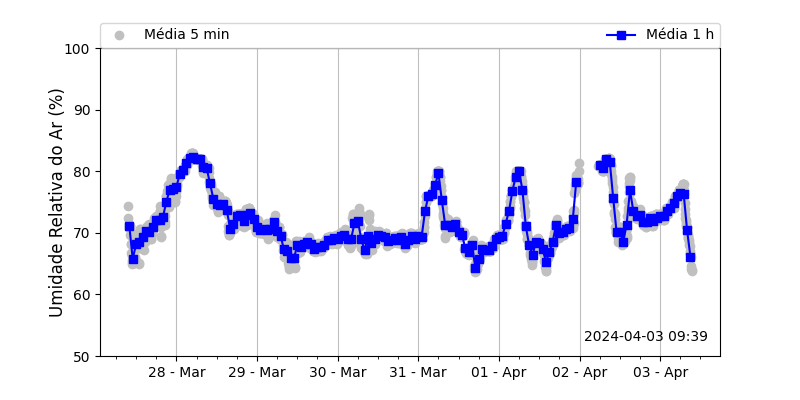 Média 5 min Média 1 h
Umidade Relativa do Ar (%)
100
90
80
70
60
50
2024-04-03 09:39
28 - Mar 29 - Mar 30 - Mar 31 - Mar 01 - Apr 02 - Apr 03 - Apr